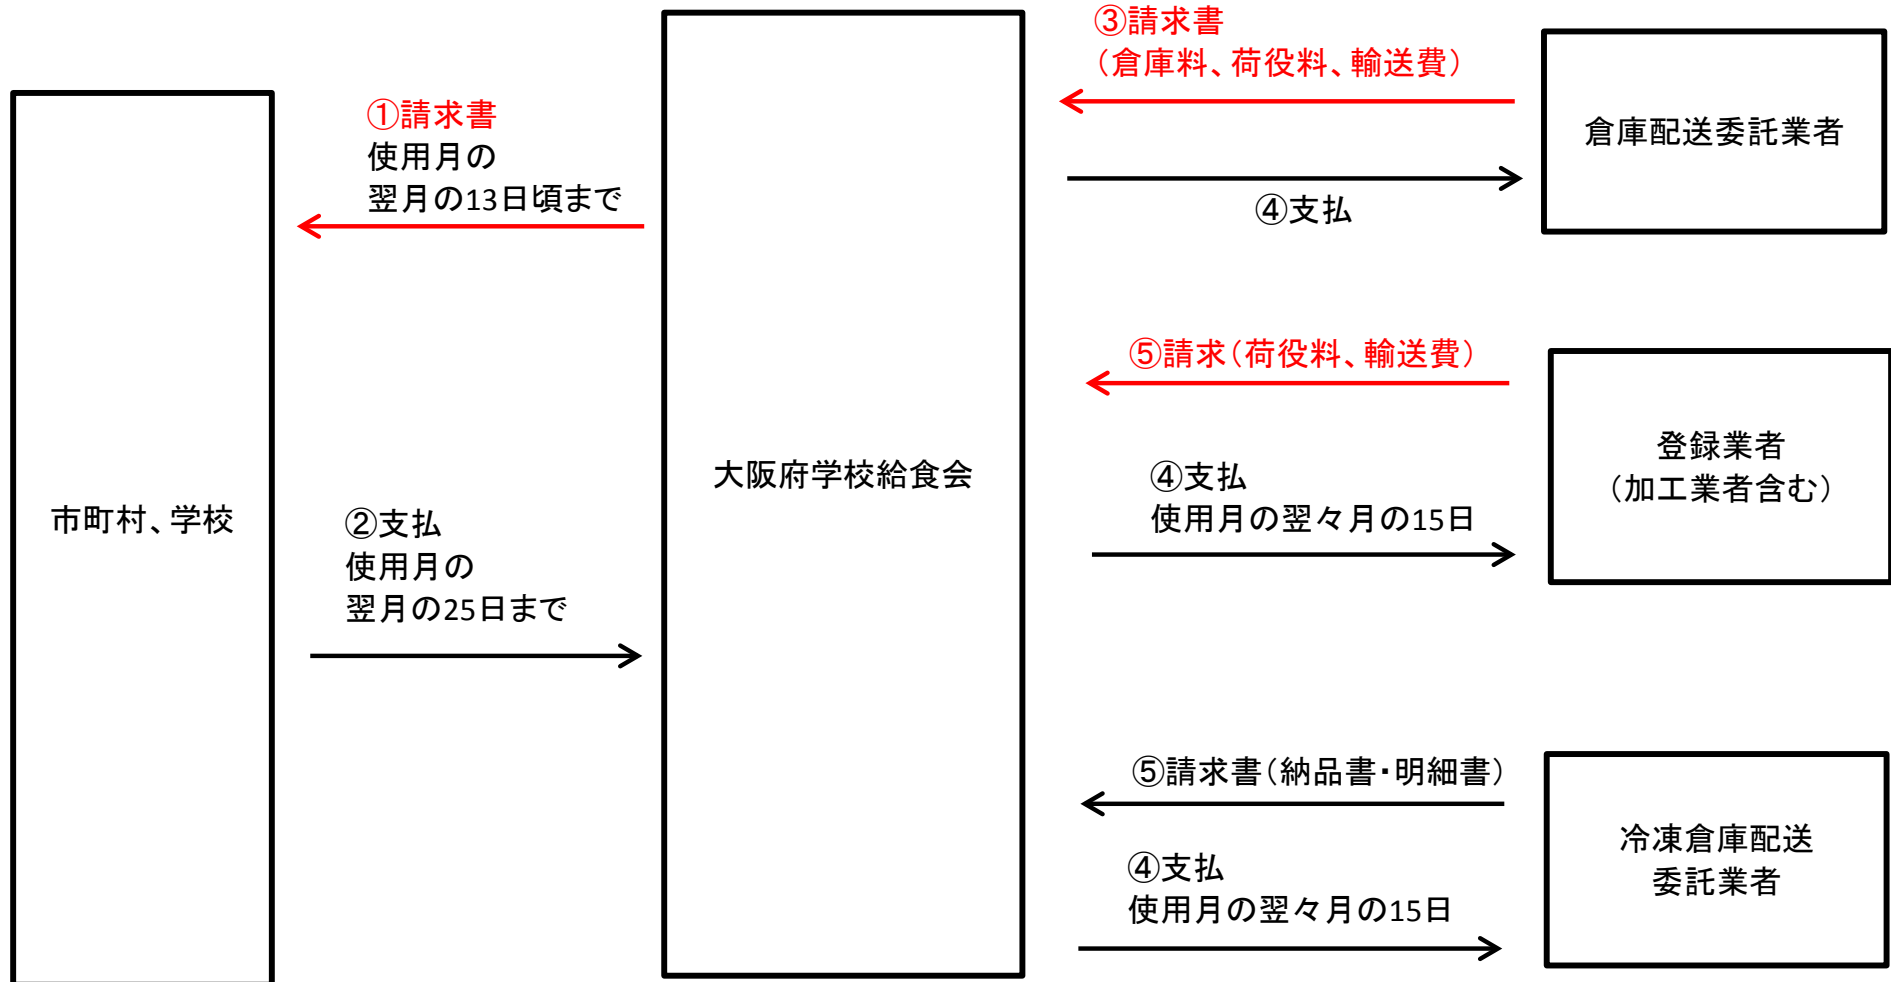 市町村、学校
①請求書
使用月の
翌月の13日頃まで
②支払
使用月の
翌月の25日まで
大阪府学校給食会
③請求書
（倉庫料、荷役料、輸送費）
④支払
倉庫配送委託業者
⑤請求（荷役料、輸送費）
④支払
使用月の翌々月の15日
登録業者
（加工業者含む）
⑤請求書（納品書・明細書）
④支払
使用月の翌々月の15日
冷凍倉庫配送
委託業者